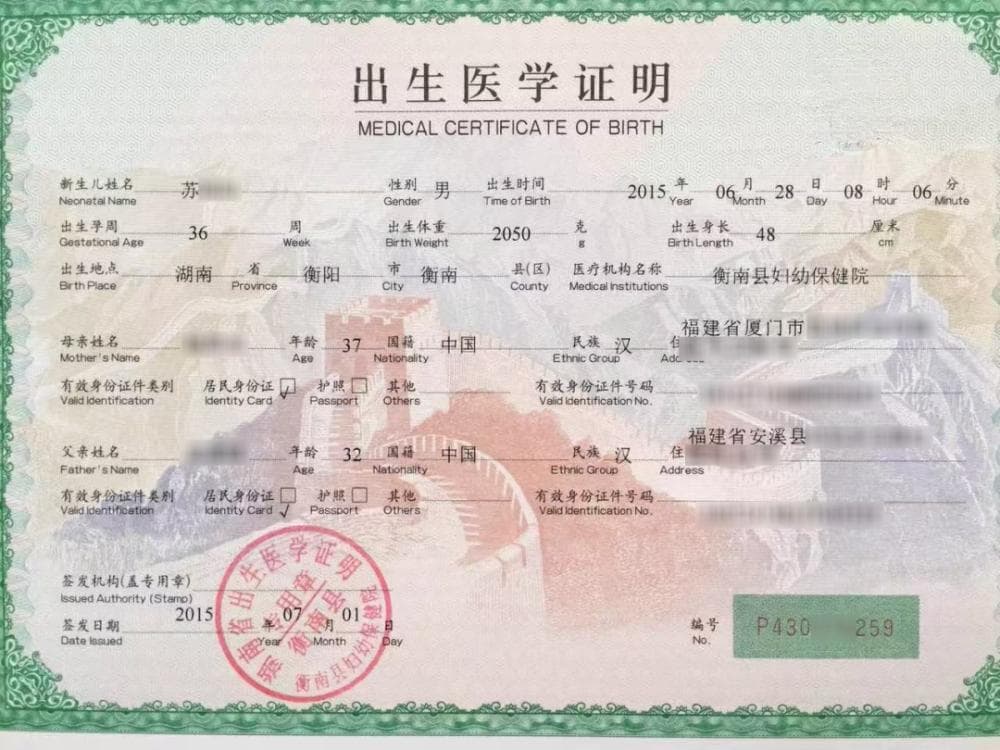 出生医学证明
MEDICAL CERTIFICATE OF BIRTH
新生儿姓名 苏 性别 男 出生时间 2015 年 06 月 28 日 08 时 06 分
Neonatal Name Gender Time of Birth Year Month Day Hour Minute
出生孕周 36 周 出生体重 2050 克 出生身长 48 厘米
Gestational Age Week Birth Weight g Birth Length cm
出生地点 湖南 省 衡阳 市 衡南 县(区) 医疗机构名称 衡南县妇幼保健院
Birth Place Province City County Medical Institutions
福建省厦门市
母亲姓名 年龄 37 国籍 中国 民族 汉 住
Mother's Name Age Nationality Ethnic Group
有效身份证件类别 居民身份证 护照 其他 有效身份证件号码
Valid Identification Identity Card Passport Others Valid Identification No.
福建省安溪县
父亲姓名 年龄 32 国籍 中国 民族 汉 住
Father's Name Age Nationality Ethnic Group Address
有效身份证件类别 居民身份证 护照 其他 有效身份证件号码
Valid Identification Identity Card Passport Others Valid Identification No.
签发机构(盖专用章)
Issued Authority (Stamp)
签发日期 2015 年 07 月 01 日
Date Issued Year Month Day
湖南省出生医学证明
专用章
衡南县
编号 P430 259
No.